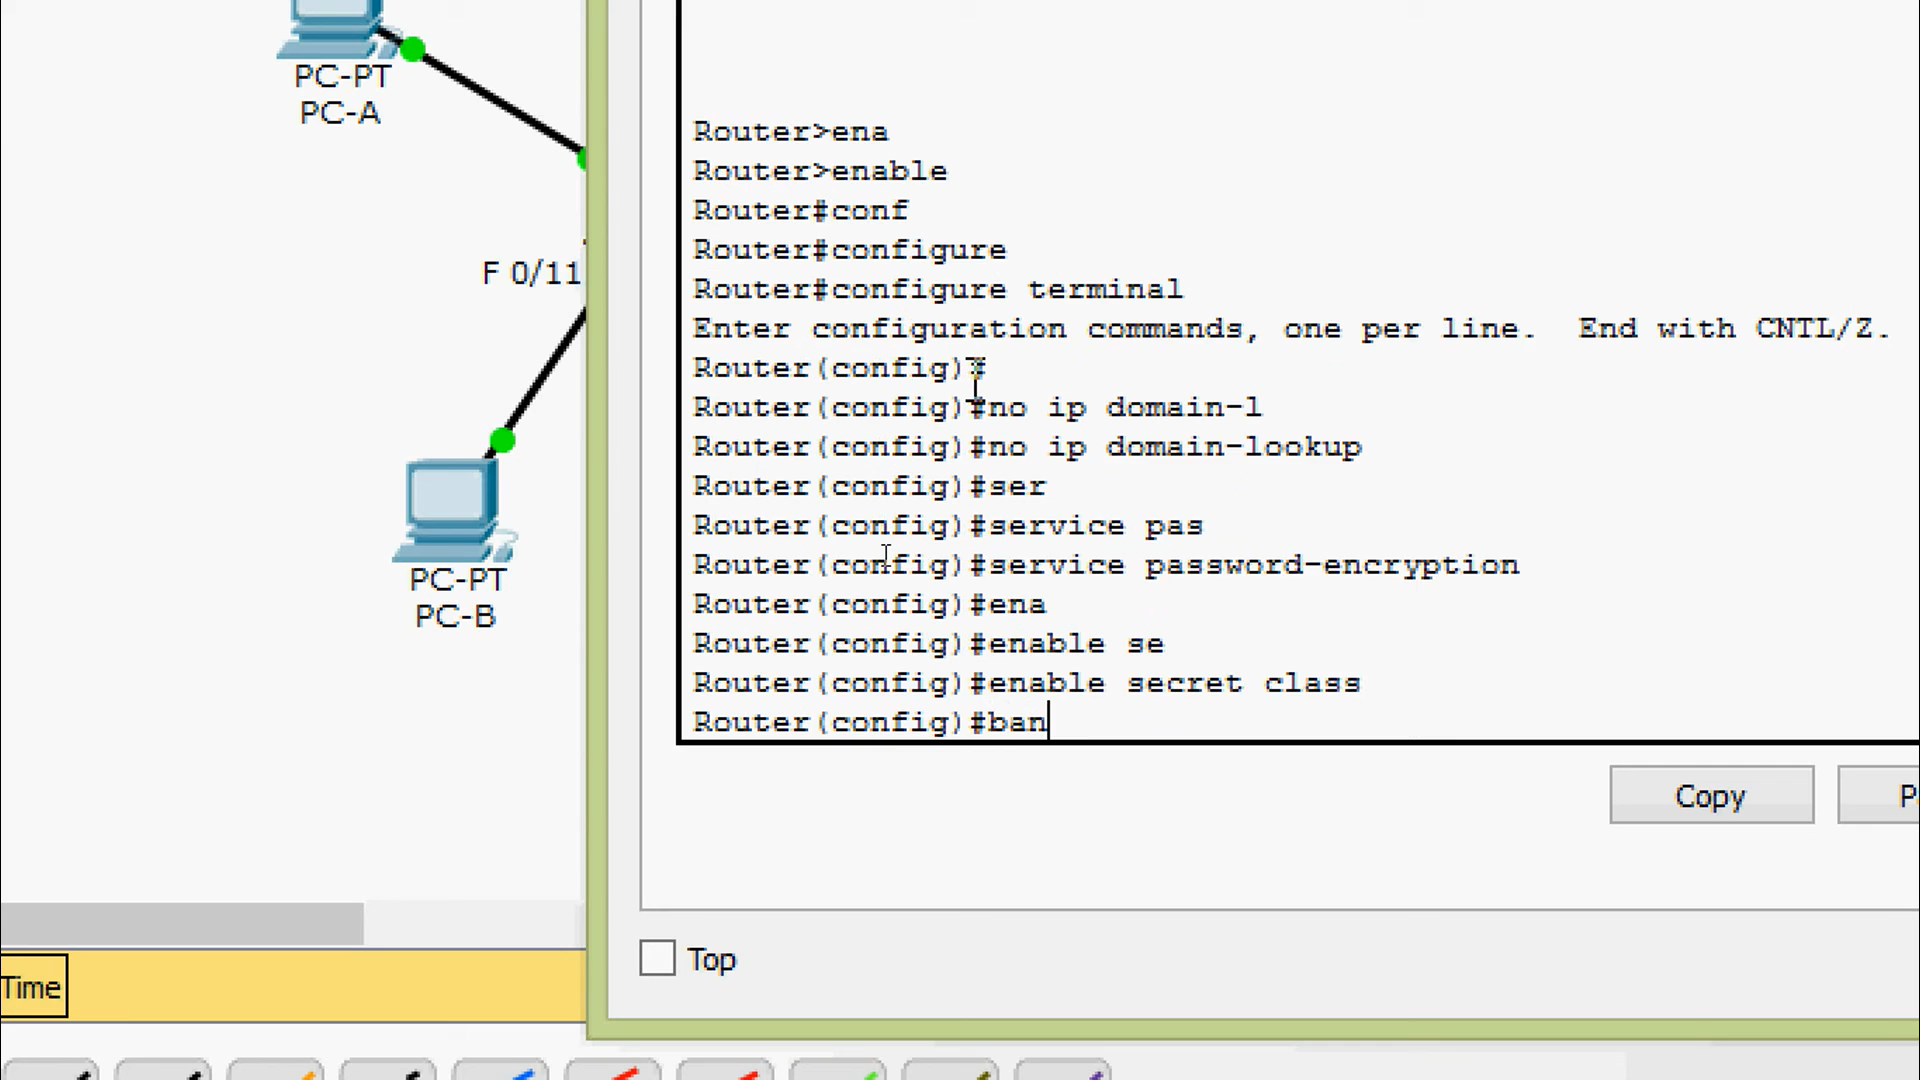 PC-PT
PC-A
F 0/11
PC-PT
PC-B
Router>ena
Router>enable
Router#conf
Router#configure
Router#configure terminal
Enter configuration commands, one per line.  End with CNTL/Z.
Router(config)#
Router(config)#no ip domain-l
Router(config)#no ip domain-lookup
Router(config)#ser
Router(config)#service pas
Router(config)#service password-encryption
Router(config)#ena
Router(config)#enable se
Router(config)#enable secret class
Router(config)#ban
Copy
Top
Time